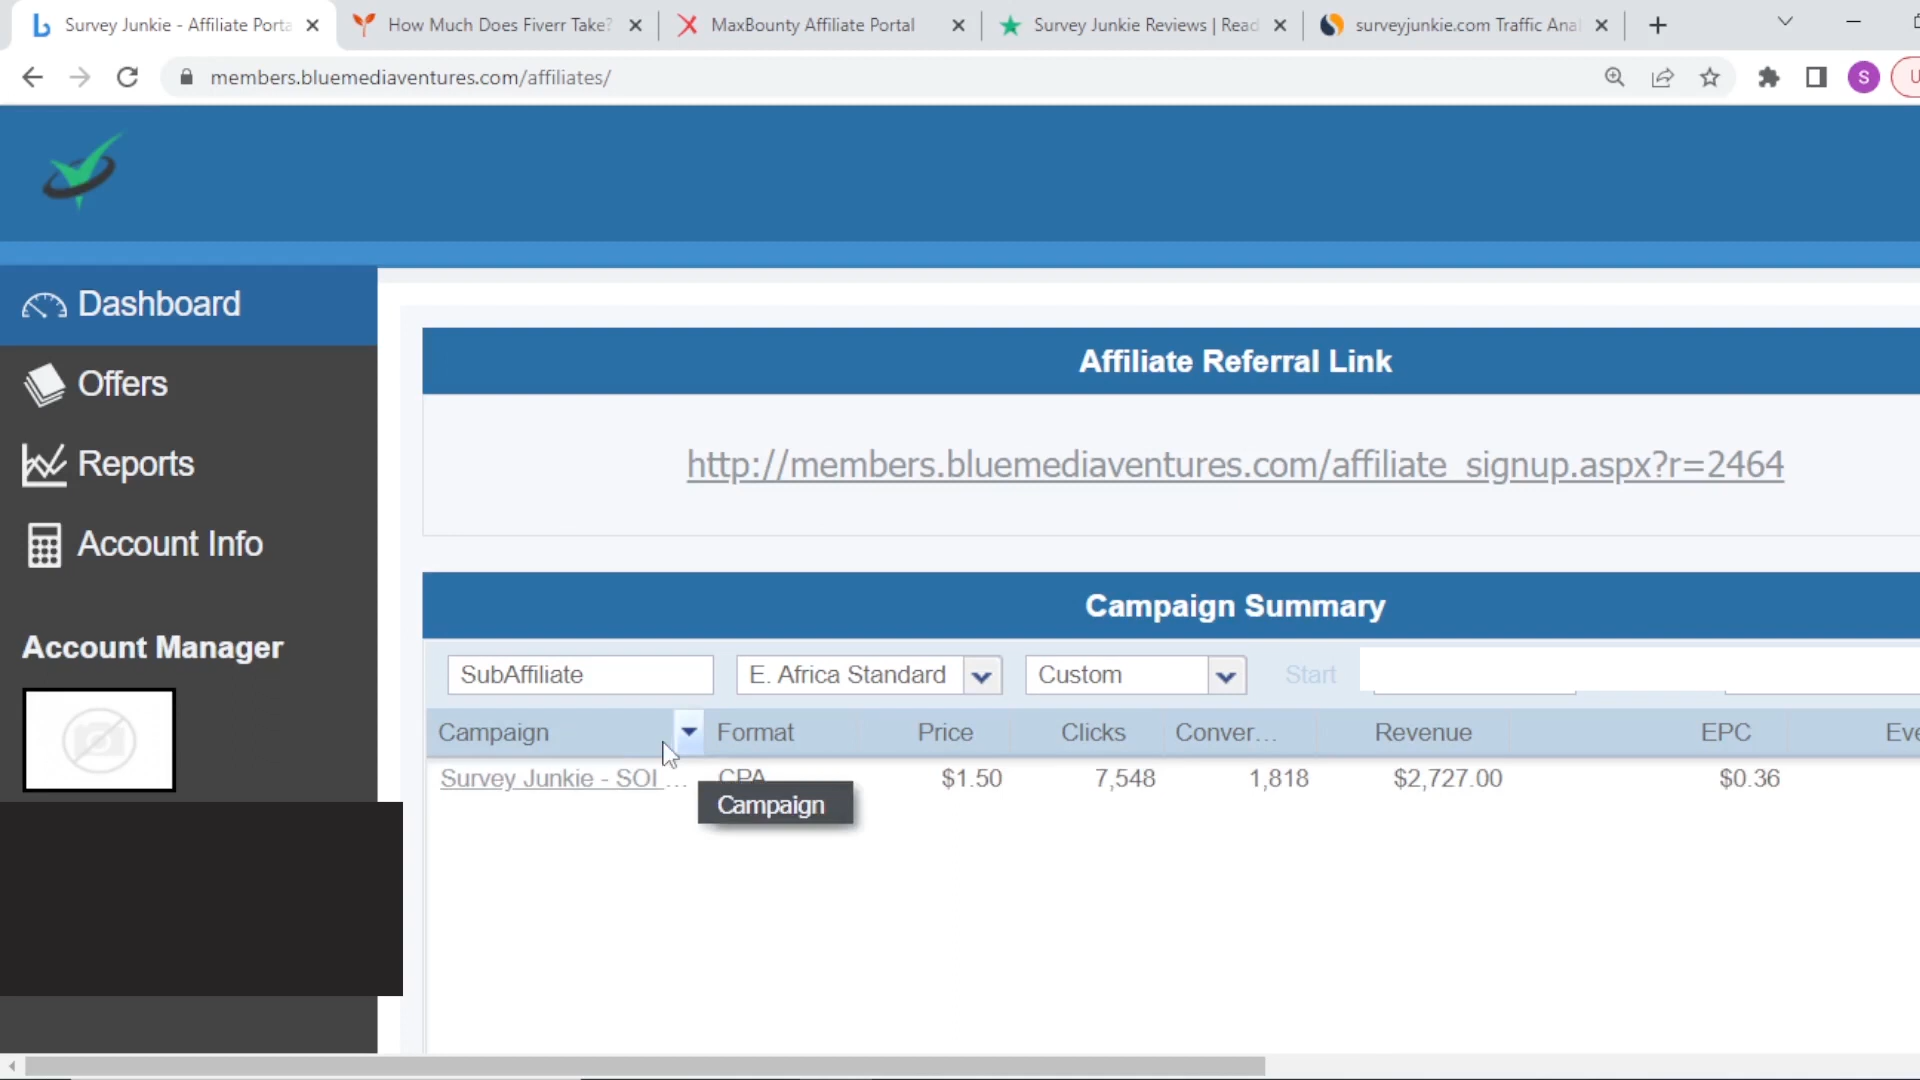 Survey Junkie - Affiliate Porta
How Much Does Fiverr Take?
MaxBounty Affiliate Portal
Survey Junkie Reviews | Read
surveyjunkie.com Traffic Anal
members.bluemediaventures.com/affiliates/
S
U
Dashboard
Offers
Reports
Account Info
Account Manager
Affiliate Referral Link
http://members.bluemediaventures.com/affiliate_signup.aspx?r=2464
Campaign Summary
SubAffiliate E. Africa Standard Custom Start
Campaign Format Price Clicks Conver... Revenue EPC Eve
Survey Junkie - SOI ... CPA $1.50 7,548 1,818 $2,727.00 $0.36
Campaign